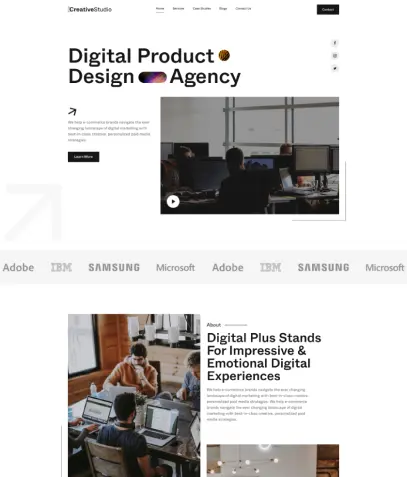 |CreativeStudio
Home Services Case Studies Blogs Contact Us
Contact
Digital Product
Design Agency
We help e-commerce brands navigate the ever
changing landscape of digital marketing with
best-in-class creative, personalised paid media
strategies.
Learn More
Adobe IBM SAMSUNG Microsoft Adobe IBM SAMSUNG Microsoft
About
Digital Plus Stands
For Impressive &
Emotional Digital
Experiences
We help e-commerce brands navigate the ever changing
landscape of digital marketing with best-in-class creative,
personalised paid media strategies. We help e-commerce
brands navigate the ever changing landscape of digital
marketing with best-in-class creative, personalised paid
media strategies.